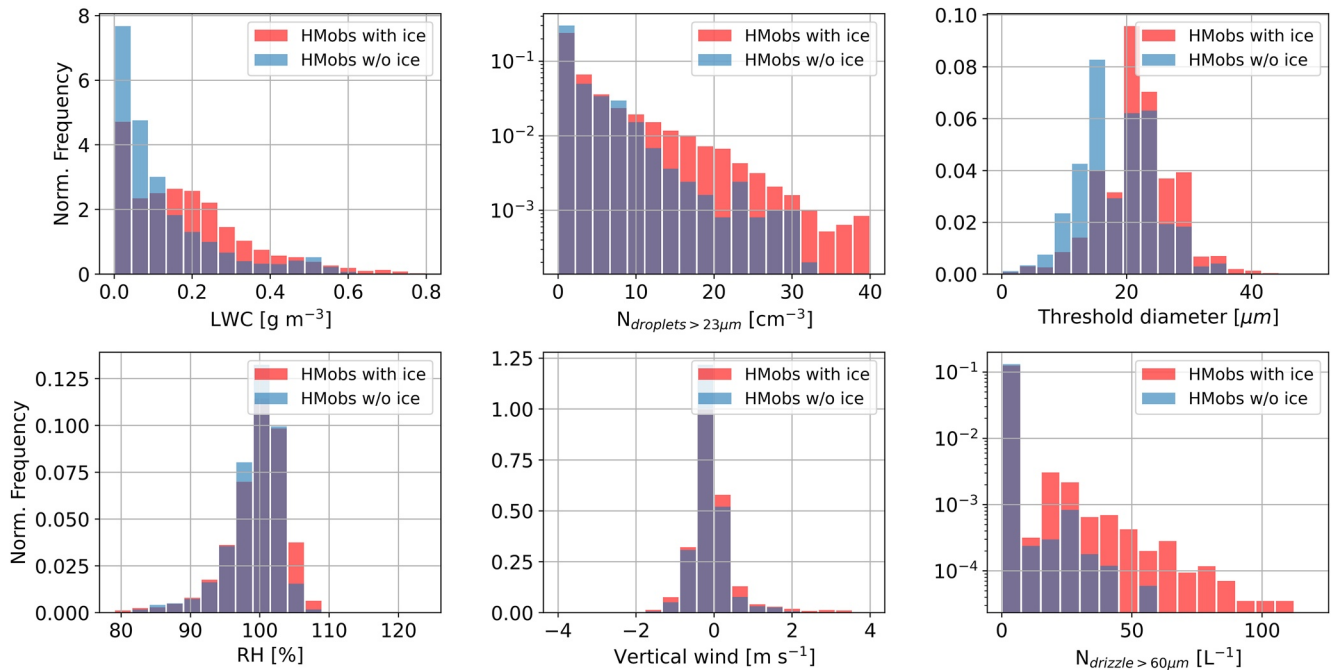 8
6
4
2
0
Norm. Frequency
0.0 0.2 0.4 0.6 0.8
LWC [g m⁻³]
HMobs with ice
HMobs w/o ice
10⁻¹
10⁻²
10⁻³
0 10 20 30 40
N_droplets>23μm [cm⁻³]
HMobs with ice
HMobs w/o ice
0.10
0.08
0.06
0.04
0.02
0.00
0 20 40
Threshold diameter [μm]
HMobs with ice
HMobs w/o ice
0.125
0.100
0.075
0.050
0.025
0.000
Norm. Frequency
80 90 100 110 120
RH [%]
HMobs with ice
HMobs w/o ice
1.25
1.00
0.75
0.50
0.25
0.00
−4 −2 0 2 4
Vertical wind [m s⁻¹]
HMobs with ice
HMobs w/o ice
10⁻¹
10⁻²
10⁻³
10⁻⁴
0 50 100
N_drizzle>60μm [L⁻¹]
HMobs with ice
HMobs w/o ice